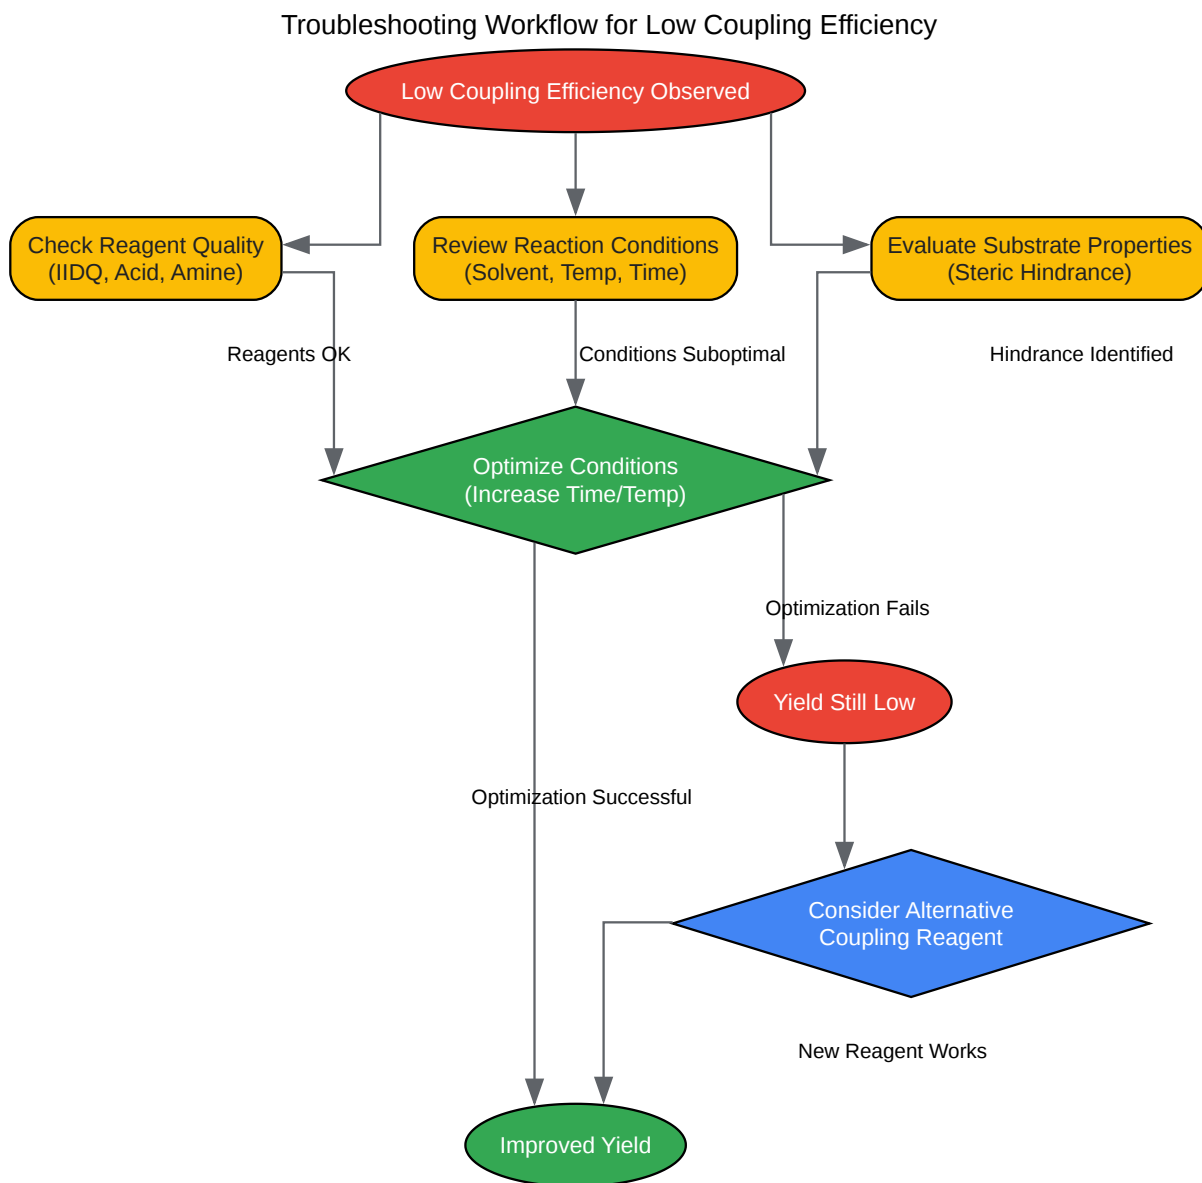 Troubleshooting Workflow for Low Coupling Efficiency
Low Coupling Efficiency Observed
Check Reagent Quality
(IIDQ, Acid, Amine)
Review Reaction Conditions
(Solvent, Temp, Time)
Evaluate Substrate Properties
(Steric Hindrance)
Reagents OK
Conditions Suboptimal
Hindrance Identified
Optimize Conditions
(Increase Time/Temp)
Optimization Fails
Yield Still Low
Optimization Successful
Consider Alternative
Coupling Reagent
New Reagent Works
Improved Yield